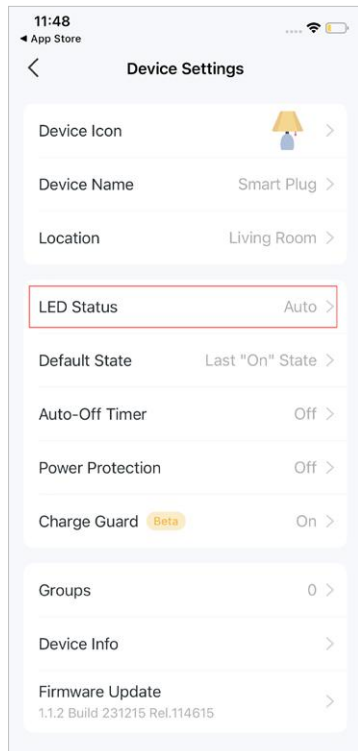 11:48
◀ App Store
Device Settings
Device Icon
Device Name Smart Plug
Location Living Room
LED Status Auto
Default State Last "On" State
Auto-Off Timer Off
Power Protection Off
Charge Guard Beta On
Groups 0
Device Info
Firmware Update
1.1.2 Build 231215 Rel.114615